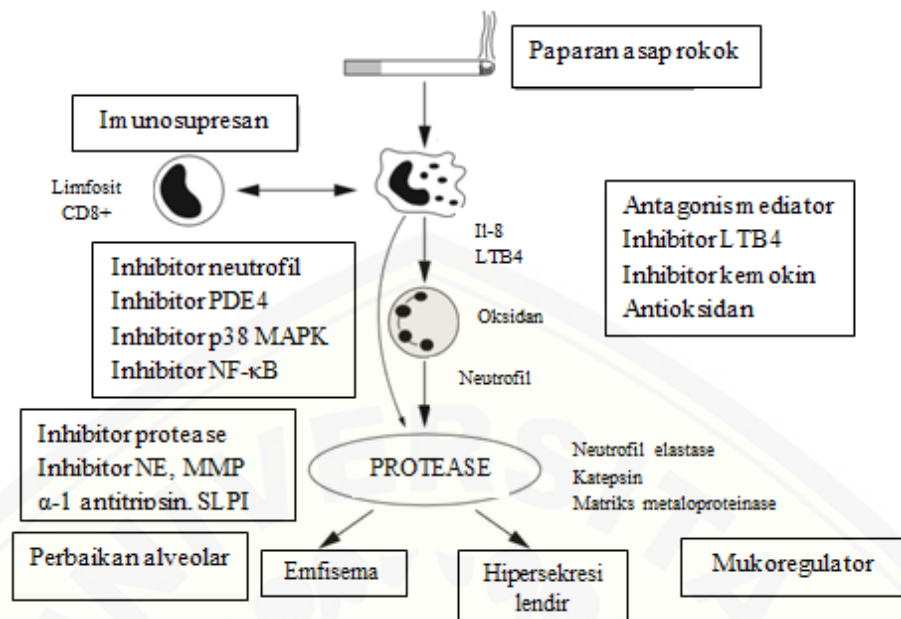 Paparan asap rokok
Imunosupresan
Limfosit
CD8+
Il-8
LTB4
Antagonis mediator
Inhibitor LTB4
Inhibitor kemokin
Antioksidan
Inhibitor neutrofil
Inhibitor PDE4
Inhibitor p38 MAPK
Inhibitor NF-κB
Oksidan
Neutrofil
Inhibitor protease
Inhibitor NE, MMP
α-1 antitripsin. SLPI
PROTEASE
Neutrofil elastase
Katepsin
Matriks metaloproteinase
Perbaikan alveolar
Emfisema
Hipersekresi
lendir
Mukoregulator
UNIVERSITA